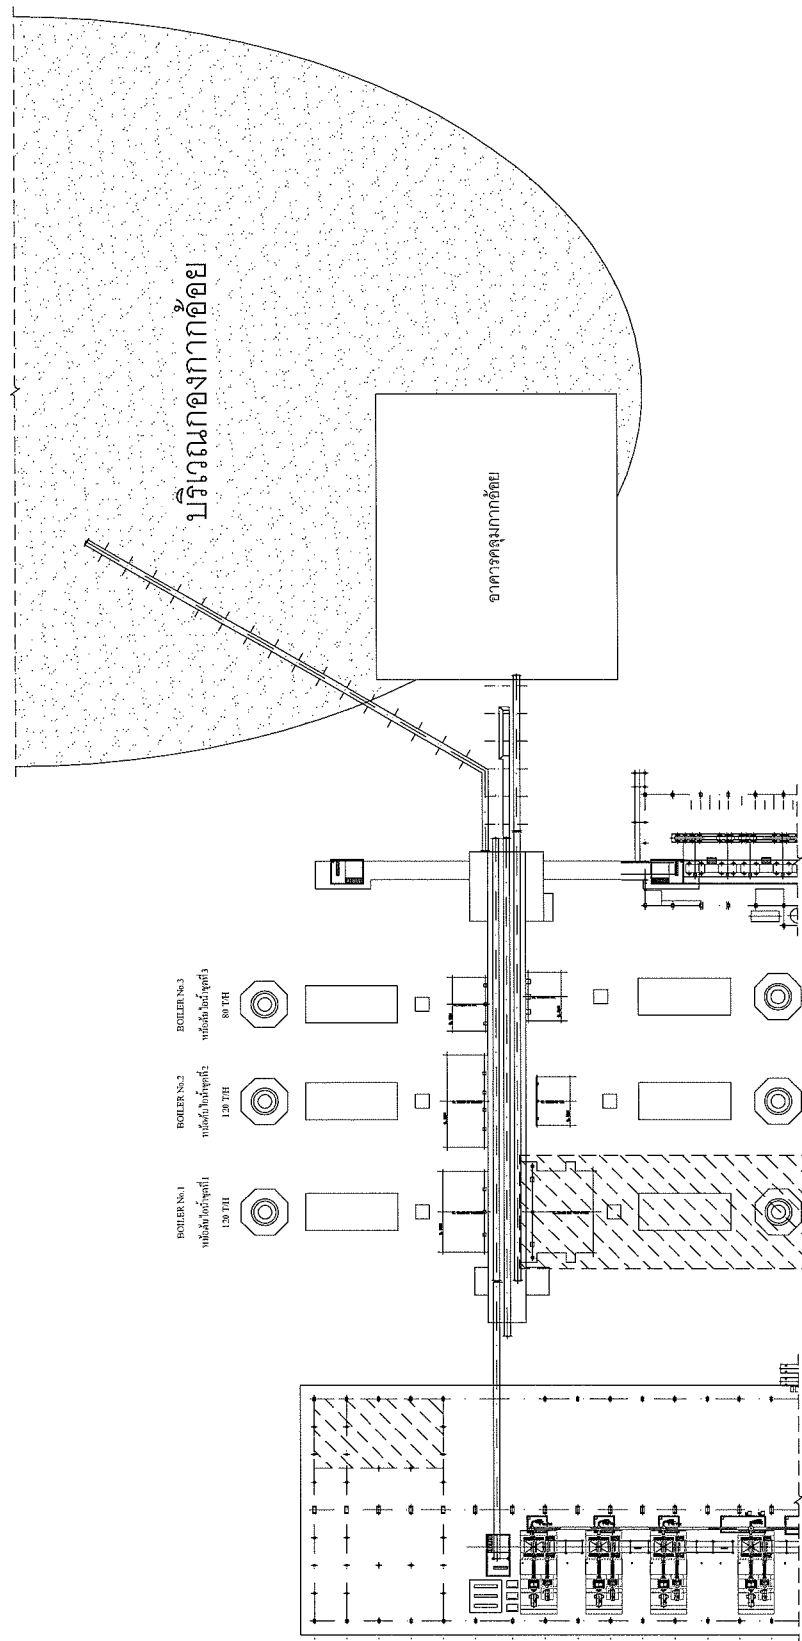 บริเวณกองกากอ้อย
อาคารคลุมกากอ้อย
BOILER No.3
หม้อต้มไอน้ำชุดที่3
80 T/H
BOILER No.2
หม้อต้มไอน้ำชุดที่2
120 T/H
BOILER No.1
หม้อต้มไอน้ำชุดที่1
120 T/H